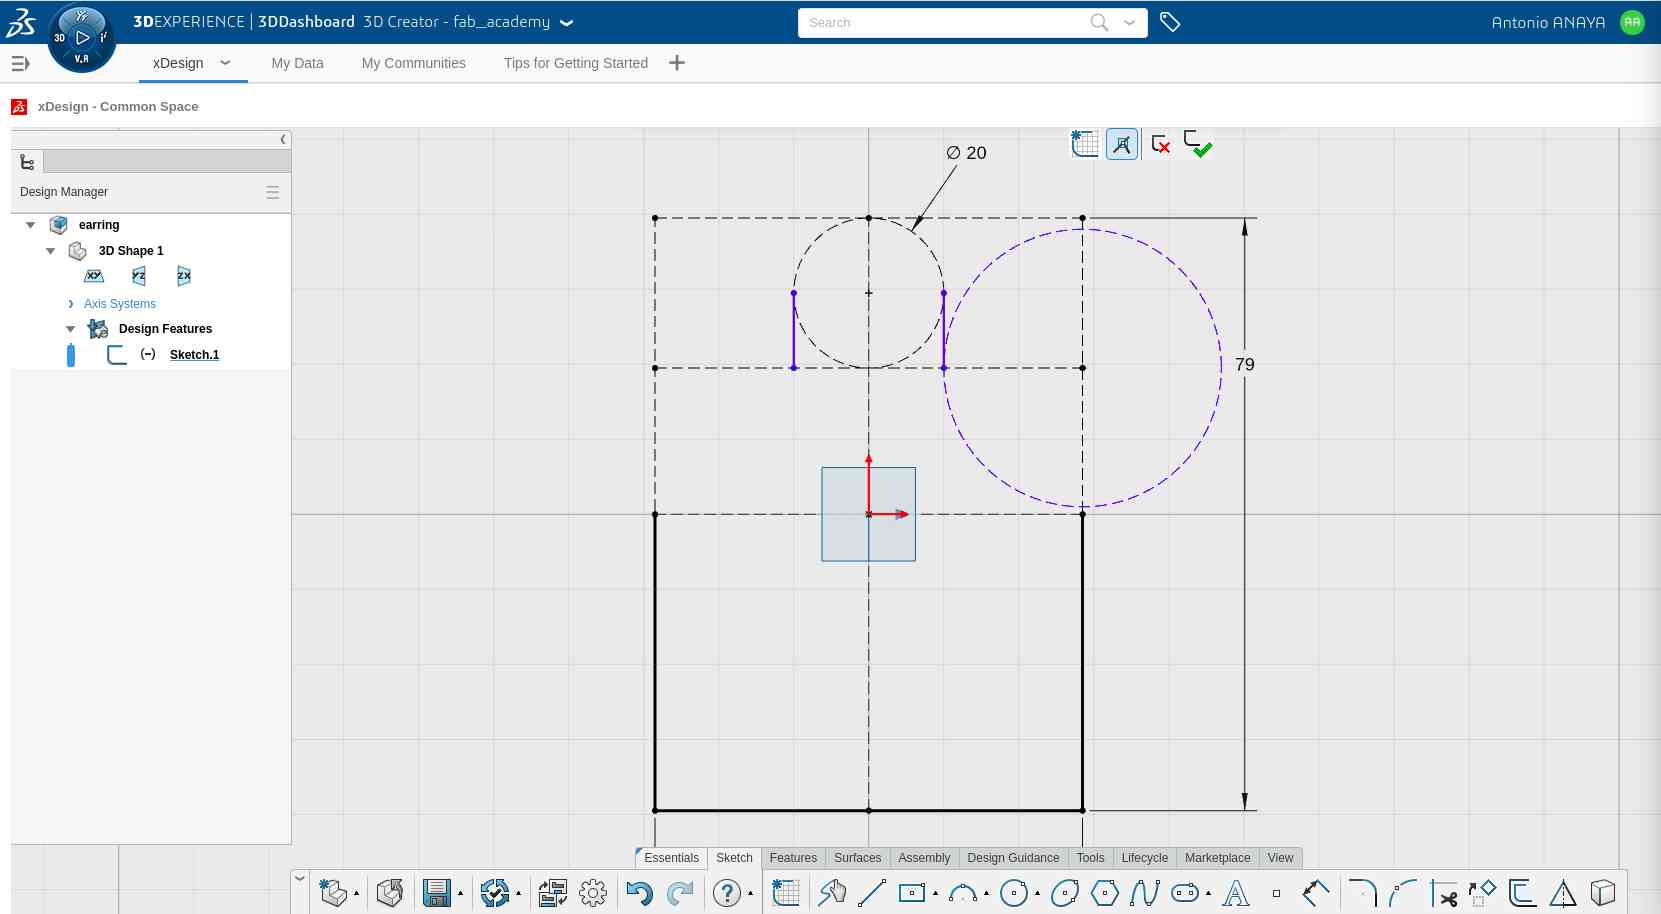 3DEXPERIENCE | 3DDashboard 3D Creator - fab_academy
Search
Antonio ANAYA
AA
3D
V.R
xDesign
My Data
My Communities
Tips for Getting Started
xDesign - Common Space
Design Manager
earring
3D Shape 1
XY
YZ
ZX
Axis Systems
Design Features
(-)
Sketch.1
∅ 20
79
Essentials
Sketch
Features
Surfaces
Assembly
Design Guidance
Tools
Lifecycle
Marketplace
View